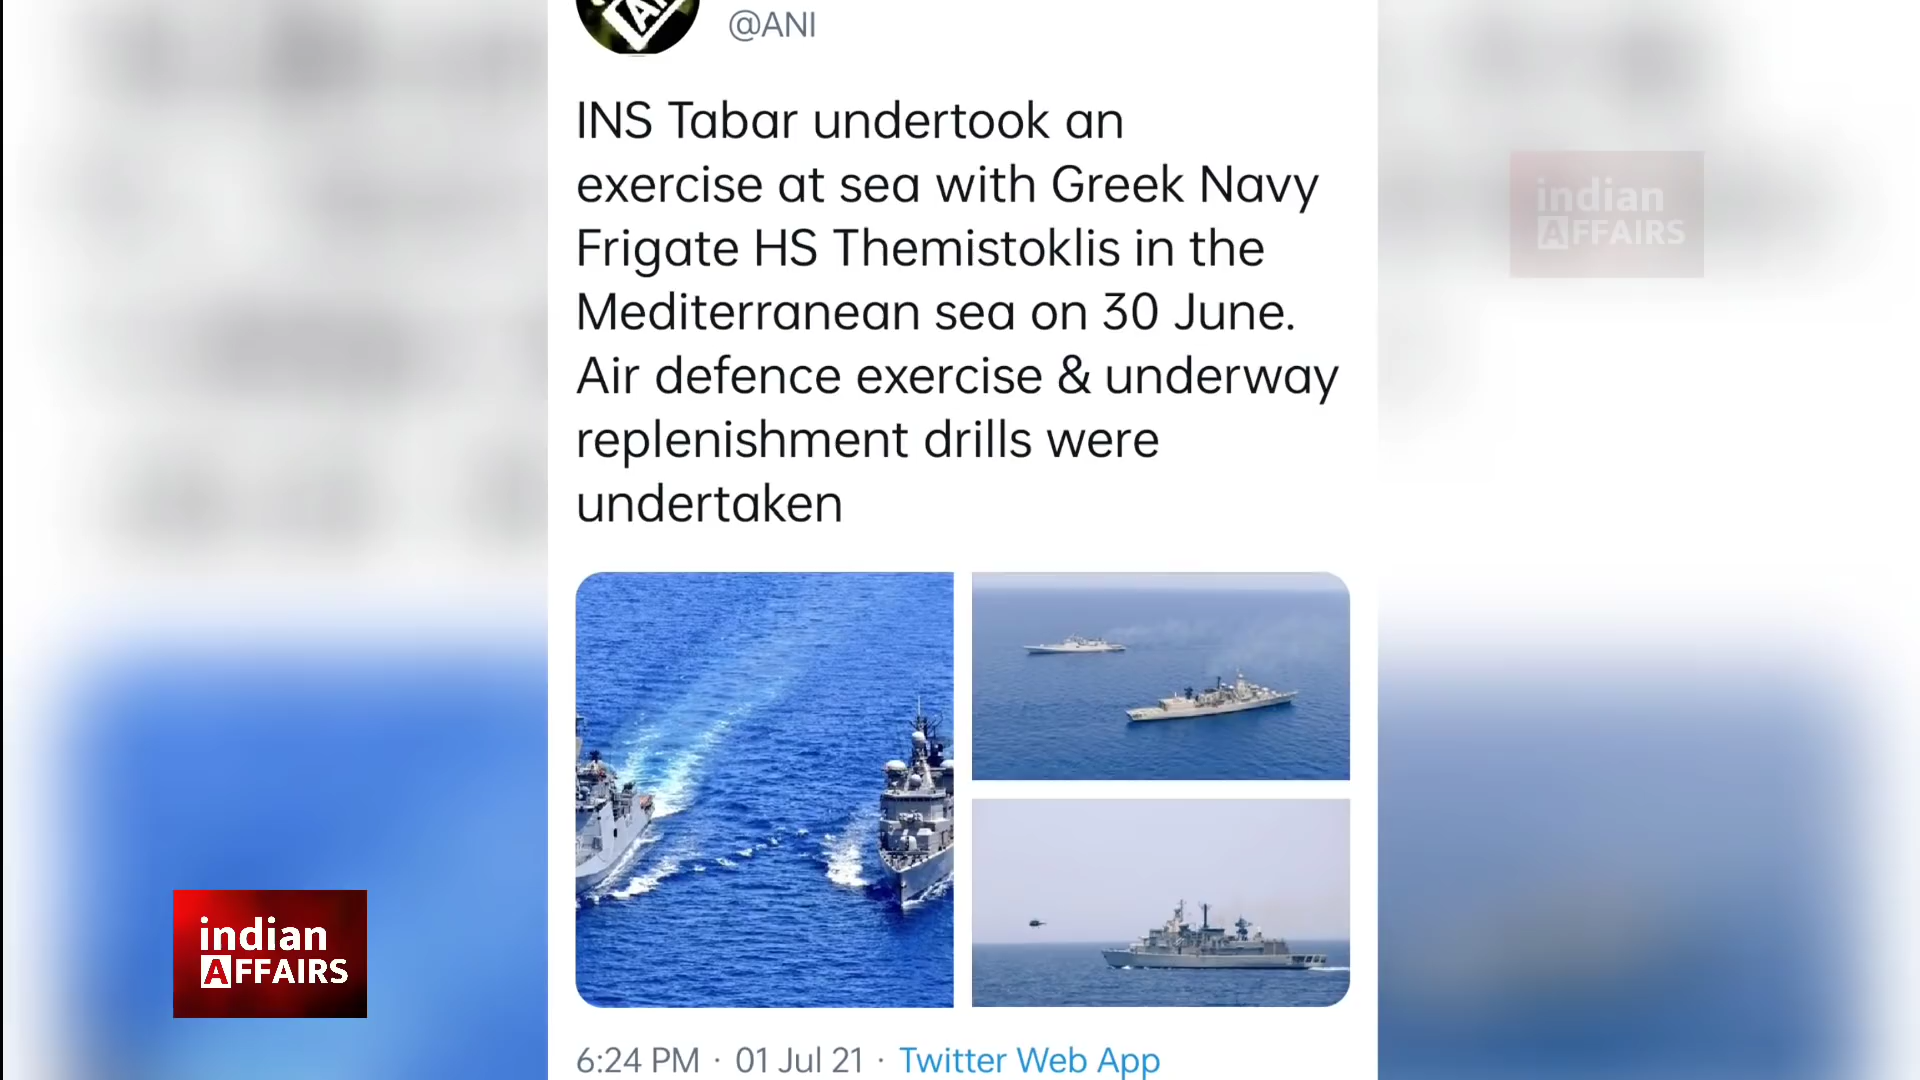 @ANI
INS Tabar undertook an
exercise at sea with Greek Navy
Frigate HS Themistoklis in the
Mediterranean sea on 30 June.
Air defence exercise & underway
replenishment drills were
undertaken
6:24 PM · 01 Jul 21 · Twitter Web App
indian
AFFAIRS
indian
AFFAIRS